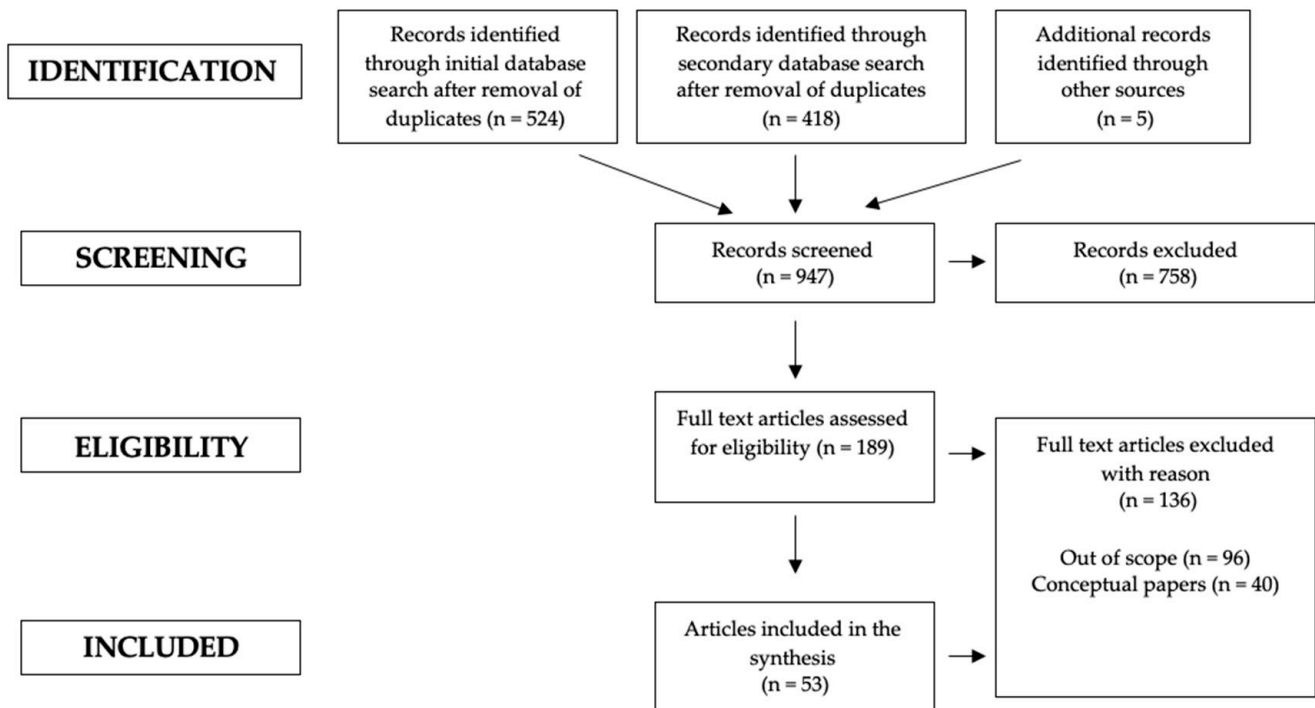 IDENTIFICATION
Records identified
through initial database
search after removal of
duplicates (n = 524)
Records identified through
secondary database search
after removal of duplicates
(n = 418)
Additional records
identified through
other sources
(n = 5)
SCREENING
Records screened
(n = 947)
Records excluded
(n = 758)
ELIGIBILITY
Full text articles assessed
for eligibility (n = 189)
Full text articles excluded
with reason
(n = 136)
Out of scope (n = 96)
Conceptual papers (n = 40)
INCLUDED
Articles included in the
synthesis
(n = 53)